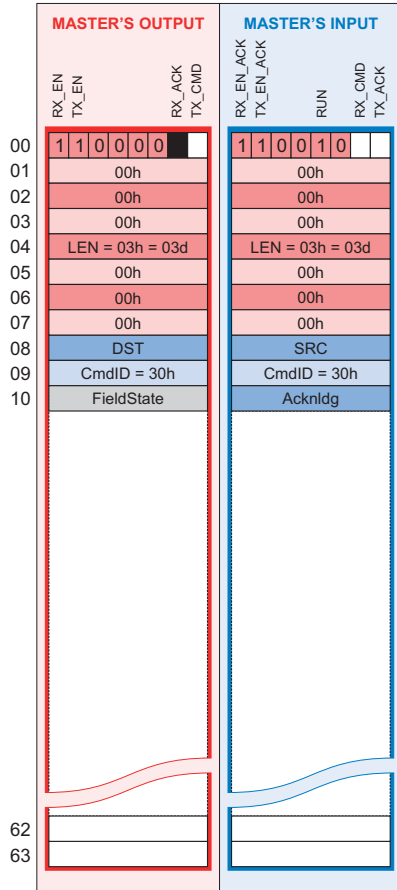 MASTER'S OUTPUT MASTER'S INPUT
RX_EN TX_EN RX_ACK TX_CMD RX_EN_ACK TX_EN_ACK RUN RX_CMD TX_ACK
00 1 1 0 0 0 0 1 1 0 0 1 0
01 00h 00h
02 00h 00h
03 00h 00h
04 LEN = 03h = 03d LEN = 03h = 03d
05 00h 00h
06 00h 00h
07 00h 00h
08 DST SRC
09 CmdID = 30h CmdID = 30h
10 FieldState Acknldg
62
63